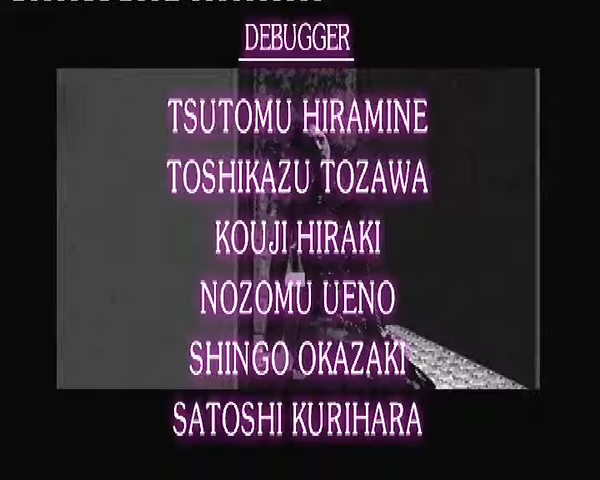 DEBUGGER
TSUTOMU HIRAMINE
TOSHIKAZU TOZAWA
KOUJI HIRAKI
NOZOMU UENO
SHINGO OKAZAKI
SATOSHI KURIHARA